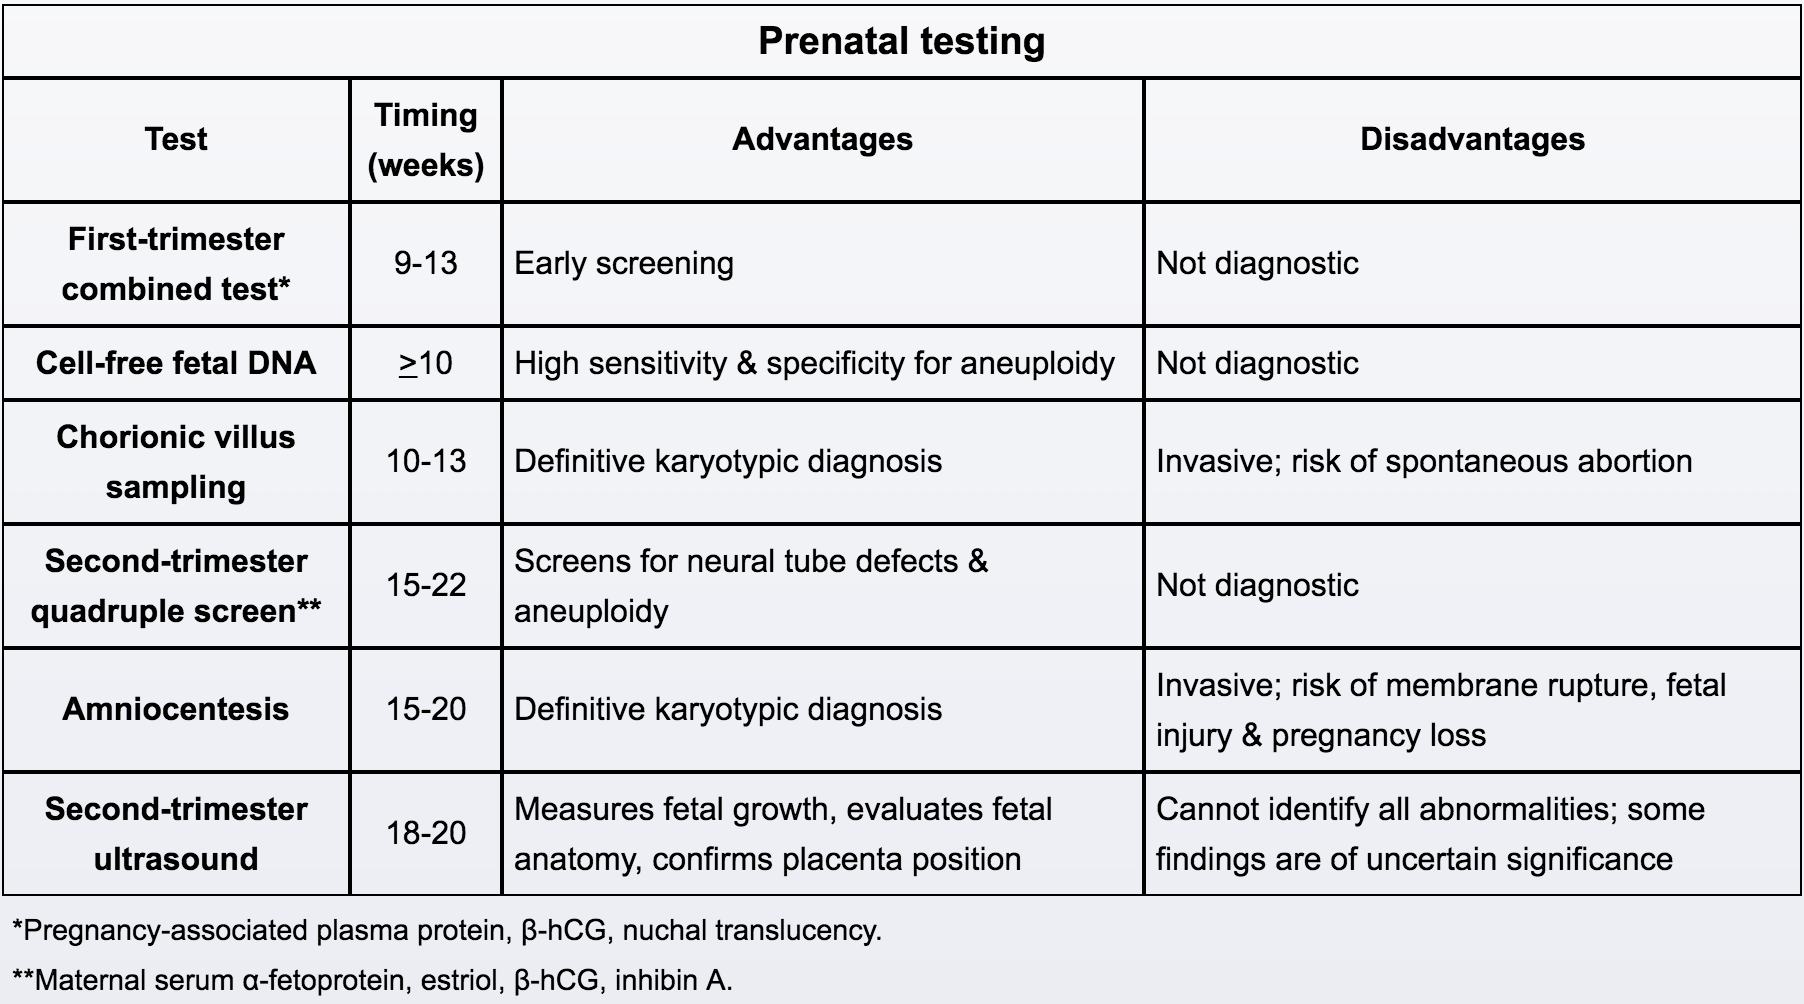 Prenatal testing
Test
Timing
(weeks)
Advantages
Disadvantages
First-trimester
combined test*
9-13
Early screening
Not diagnostic
Cell-free fetal DNA
≥10
High sensitivity & specificity for aneuploidy
Not diagnostic
Chorionic villus
sampling
10-13
Definitive karyotypic diagnosis
Invasive; risk of spontaneous abortion
Second-trimester
quadruple screen**
15-22
Screens for neural tube defects &
aneuploidy
Not diagnostic
Amniocentesis
15-20
Definitive karyotypic diagnosis
Invasive; risk of membrane rupture, fetal
injury & pregnancy loss
Second-trimester
ultrasound
18-20
Measures fetal growth, evaluates fetal
anatomy, confirms placenta position
Cannot identify all abnormalities; some
findings are of uncertain significance
*Pregnancy-associated plasma protein, β-hCG, nuchal translucency.
**Maternal serum α-fetoprotein, estriol, β-hCG, inhibin A.